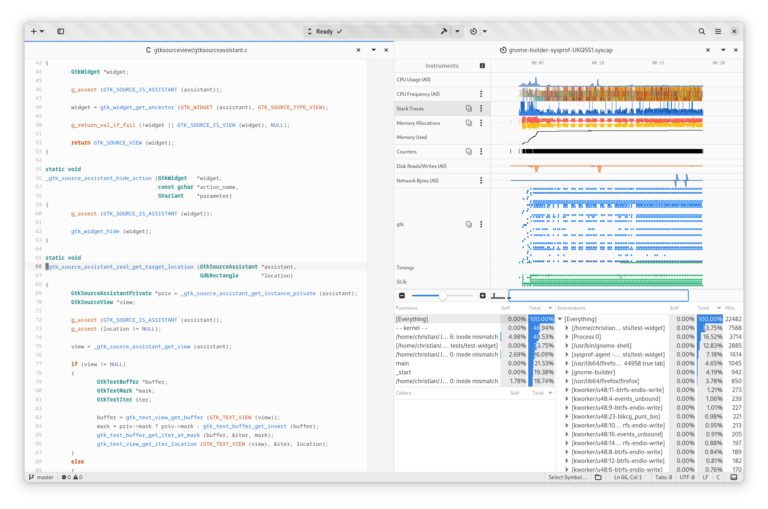 Ready
gtksourceview/gtksourceassistant.c
43 {
44 GtkWidget *widget;
45
46 g_assert (GTK_SOURCE_IS_ASSISTANT (assistant));
47
48 widget = gtk_widget_get_ancestor (GTK_WIDGET (assistant), GTK_SOURCE_TYPE_VIEW);
49
50 g_return_val_if_fail (!widget || GTK_SOURCE_IS_VIEW (widget), NULL);
51
52 return GTK_SOURCE_VIEW (widget);
53 }
54
55 static void
56 _gtk_source_assistant_hide_action (GtkWidget *widget,
57 const gchar *action_name,
58 GVariant *parameter)
59 {
60 g_assert (GTK_SOURCE_IS_ASSISTANT (widget));
61
62 gtk_widget_hide (widget);
63 }
64
65 static void
66 _gtk_source_assistant_real_get_target_location (GtkSourceAssistant *assistant,
67 GdkRectangle *location)
68 {
69 GtkSourceAssistantPrivate *priv = _gtk_source_assistant_get_instance_private (assistant);
70 GtkSourceView *view;
71
72 g_assert (GTK_SOURCE_IS_ASSISTANT (assistant));
73 g_assert (location != NULL);
74
75 view = _gtk_source_assistant_get_view (assistant);
76
77 if (view != NULL)
78 {
79 GtkTextBuffer *buffer;
80 GtkTextMark *mark;
81 GtkTextIter iter;
82
83 buffer = gtk_text_view_get_buffer (GTK_TEXT_VIEW (view));
84 mark = priv->mark ? priv->mark : gtk_text_buffer_get_insert (buffer);
85 gtk_text_buffer_get_iter_at_mark (buffer, &iter, mark);
86 gtk_text_view_get_iter_location (GTK_TEXT_VIEW (view), &iter, location);
87 }
88 else
89 {
master
0 0
gnome-builder-sysprof-UKQSS1.syscap
Instruments
00:05 00:10 00:15 00:20
CPU Usage (All)
CPU Frequency (All)
Stack Traces
Memory Allocations
Memory Used
Counters
Disk Reads/Writes (All)
Network Bytes (All)
gtk
Timings
GLib
Functions Self Total
[Everything] 0.00% 100.00%
- - kernel - - 0.00%
/home/christian/.l... 6: inode mismatch 4.98%
[/home/christian/.l... sts/test-widget] 0.00%
/home/christian/.l... 0: inode mismatch 2.69%
main 0.00% 21.53%
_start 0.00% 19.38%
/home/christian/.l... 0: inode mismatch 1.78% 18.74%
Callers Self Total
Descendants Self Total Hits
[Everything] 0.00% 100.00% 22482
[/home/christian... sts/test-widget] 0.00% 7588
[Process 0] 0.00% 16.52% 3714
[/usr/bin/gnome-shell] 0.00% 12.83% 2885
[sysprof-agent -... sts/test-widget] 0.00% 7.18% 1614
[/usr/lib64/firefo... 44958 true tab] 0.00% 4.65% 1045
[gnome-builder] 0.00% 4.19% 942
[/usr/lib64/firefox/firefox] 0.00% 3.78% 850
[kworker/u48:11-btrfs-endio-write] 0.00% 1.21% 273
[kworker/u48:4-events_unbound] 0.00% 1.06% 239
[kworker/u48:9-btrfs-endio-write] 0.00% 1.01% 227
[kworker/u48:23-blkcg_punt_bio] 0.00% 0.98% 221
[kworker/u48:10... rfs-endio-write] 0.00% 0.95% 213
[kworker/u48:16-events_unbound] 0.00% 0.91% 205
[kworker/u48:14... rfs-endio-write] 0.00% 0.88% 197
[kworker/u48:8-btrfs-endio-write] 0.00% 0.84% 189
[kworker/u48:12-btrfs-endio-write] 0.00% 0.81% 182
[kworker/u48:6-btrfs-endio-write] 0.00% 0.76% 170
Select Symbol... Ln 66, Col 1 Tabs: 8 UTF-8 LF C